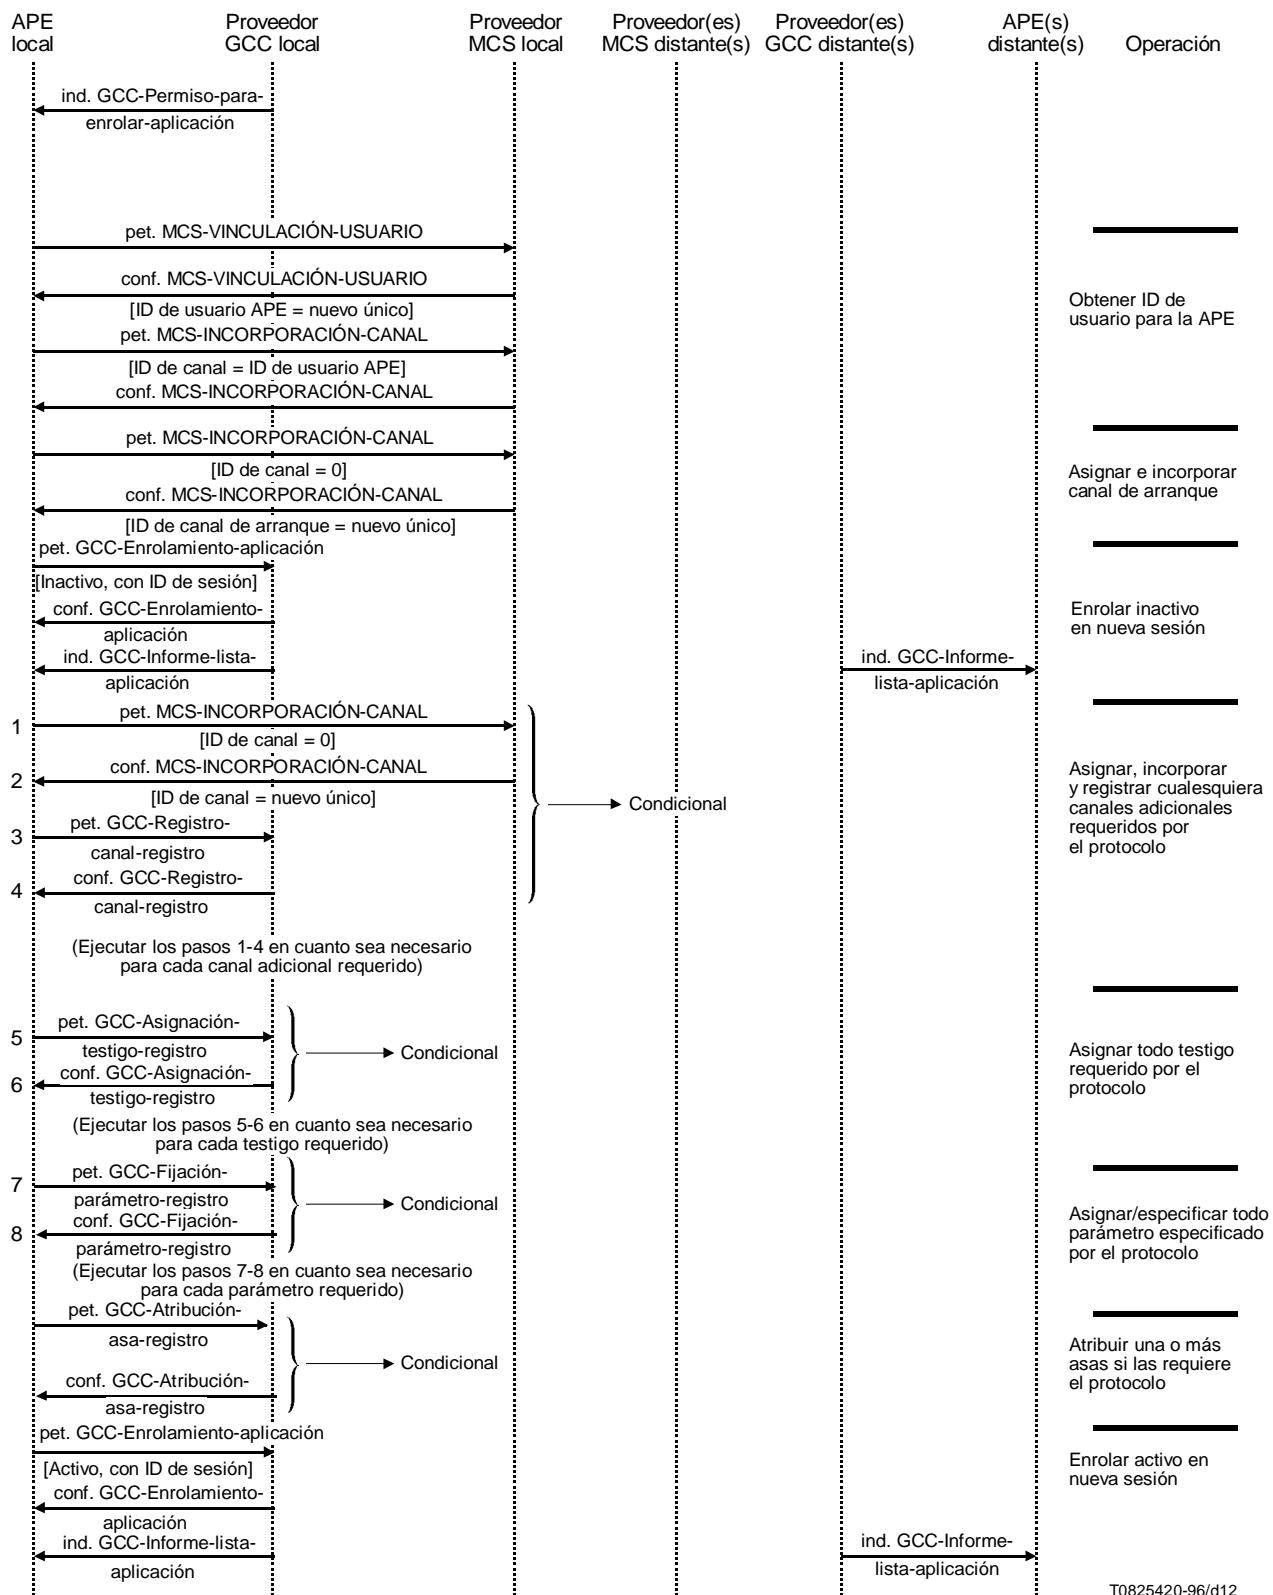 APE local
Proveedor GCC local
Proveedor MCS local
Proveedor(es) MCS distante(s)
Proveedor(es) GCC distante(s)
APE(s) distante(s)
Operación
ind. GCC-Permiso-para-
enrolar-aplicación
pet. MCS-VINCULACIÓN-USUARIO
conf. MCS-VINCULACIÓN-USUARIO
[ID de usuario APE = nuevo único]
Obtener ID de
usuario para la APE
pet. MCS-INCORPORACIÓN-CANAL
[ID de canal = ID de usuario APE]
conf. MCS-INCORPORACIÓN-CANAL
pet. MCS-INCORPORACIÓN-CANAL
[ID de canal = 0]
Asignar e incorporar
canal de arranque
conf. MCS-INCORPORACIÓN-CANAL
[ID de canal de arranque = nuevo único]
pet. GCC-Enrolamiento-aplicación
[Inactivo, con ID de sesión]
conf. GCC-Enrolamiento-
aplicación
Enrolar inactivo
en nueva sesión
ind. GCC-Informe-lista-
aplicación
ind. GCC-Informe-
lista-aplicación
1
pet. MCS-INCORPORACIÓN-CANAL
[ID de canal = 0]
2
conf. MCS-INCORPORACIÓN-CANAL
[ID de canal = nuevo único]
Condicional
Asignar, incorporar
y registrar cualesquiera
canales adicionales
requeridos por
el protocolo
3
pet. GCC-Registro-
canal-registro
4
conf. GCC-Registro-
canal-registro
(Ejecutar los pasos 1-4 en cuanto sea necesario
para cada canal adicional requerido)
5
pet. GCC-Asignación-
testigo-registro
Condicional
Asignar todo testigo
requerido por el
protocolo
6
conf. GCC-Asignación-
testigo-registro
(Ejecutar los pasos 5-6 en cuanto sea necesario
para cada testigo requerido)
7
pet. GCC-Fijación-
parámetro-registro
Condicional
Asignar/especificar todo
parámetro especificado
por el protocolo
8
conf. GCC-Fijación-
parámetro-registro
(Ejecutar los pasos 7-8 en cuanto sea necesario
para cada parámetro requerido)
pet. GCC-Atribución-
asa-registro
Condicional
Atribuir una o más
asas si las requiere
el protocolo
conf. GCC-Atribución-
asa-registro
pet. GCC-Enrolamiento-aplicación
[Activo, con ID de sesión]
Enrolar activo en
nueva sesión
conf. GCC-Enrolamiento-
aplicación
ind. GCC-Informe-lista-
aplicación
ind. GCC-Informe-
lista-aplicación
T0825420-96/d12